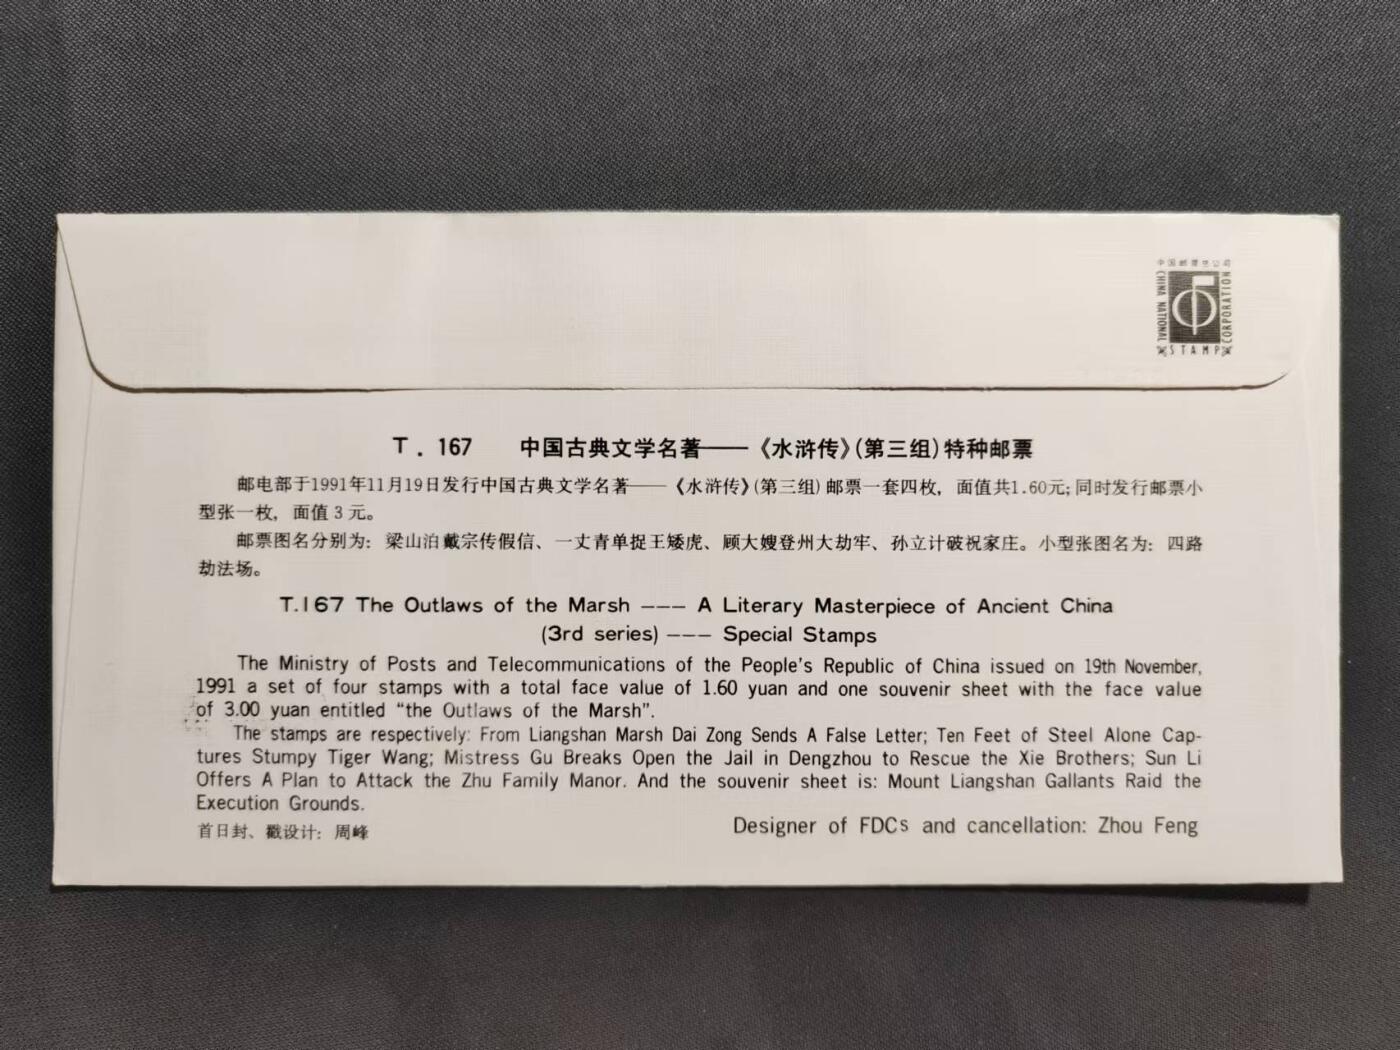 中国邮票总公司
CHINA NATIONAL
STAMP
CORPORATION
T. 167 中国古典文学名著——《水浒传》(第三组)特种邮票
邮电部于1991年11月19日发行中国古典文学名著——《水浒传》(第三组)邮票一套四枚，面值共1.60元；同时发行邮票小
型张一枚，面值3元。
邮票图名分别为：梁山泊戴宗传假信、一丈青单捉王矮虎、顾大嫂登州大劫牢、孙立计破祝家庄。小型张图名为：四路
劫法场。
T.167 The Outlaws of the Marsh --- A Literary Masterpiece of Ancient China
(3rd series) --- Special Stamps
The Ministry of Posts and Telecommunications of the People's Republic of China issued on 19th November,
1991 a set of four stamps with a total face value of 1.60 yuan and one souvenir sheet with the face value
of 3.00 yuan entitled "the Outlaws of the Marsh".
The stamps are respectively: From Liangshan Marsh Dai Zong Sends A False Letter; Ten Feet of Steel Alone Cap-
tures Stumpy Tiger Wang; Mistress Gu Breaks Open the Jail in Dengzhou to Rescue the Xie Brothers; Sun Li
Offers A Plan to Attack the Zhu Family Manor. And the souvenir sheet is: Mount Liangshan Gallants Raid the
Execution Grounds.
首日封、戳设计：周峰
Designer of FDCs and cancellation: Zhou Feng